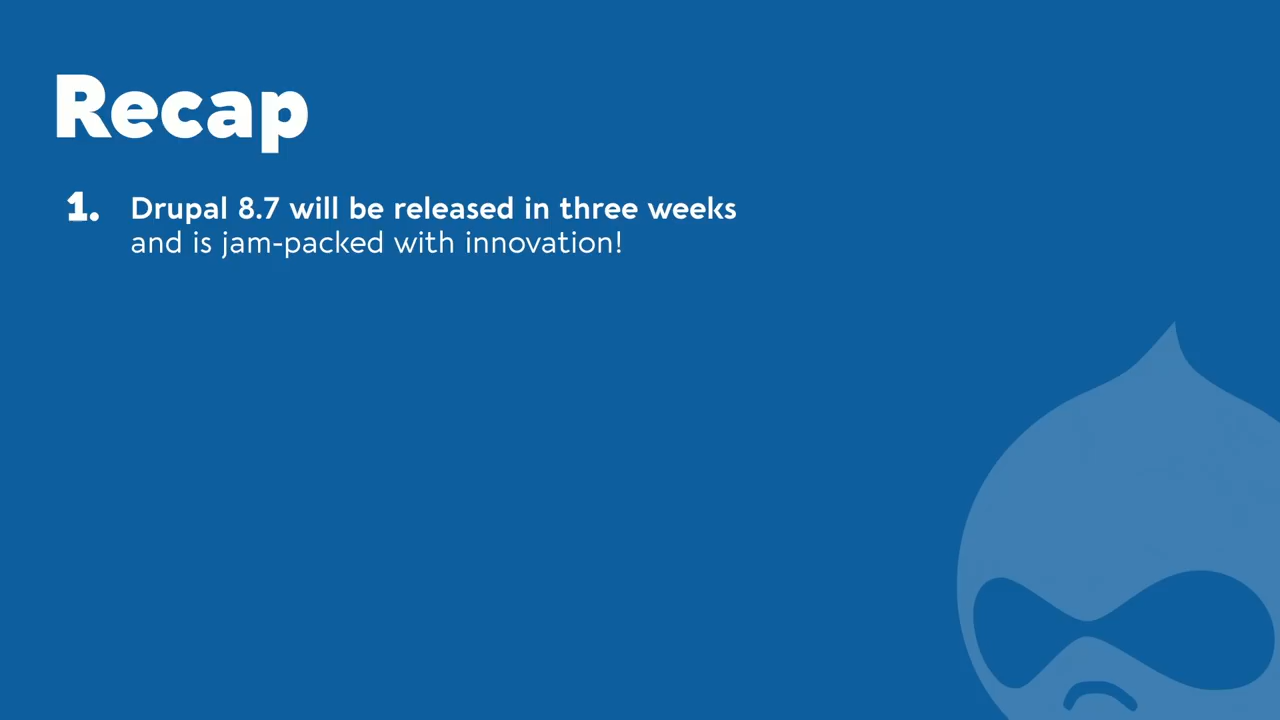 Recap
1. Drupal 8.7 will be released in three weeks
and is jam-packed with innovation!